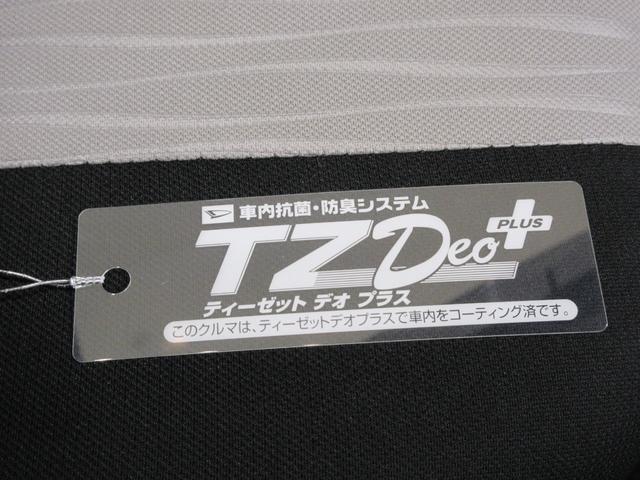 車内抗菌・防臭システム
TZDeo PLUS
ティーゼット デオ プラス
このクルマは、ティーゼットデオプラスで車内をコーティング済です。